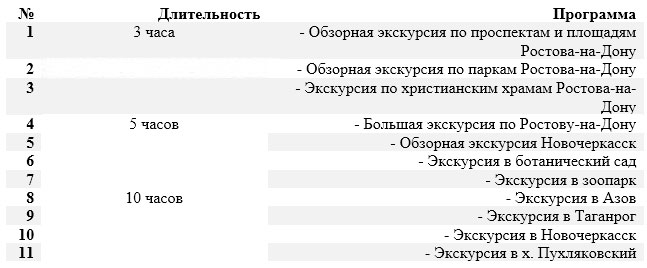 № Длительность Программа
1 3 часа - Обзорная экскурсия по проспектам и площадям
Ростова-на-Дону
2 - Обзорная экскурсия по паркам Ростова-на-Дону
3 - Экскурсия по христианским храмам Ростова-на-
Дону
4 5 часов - Большая экскурсия по Ростову-на-Дону
5 - Обзорная экскурсия Новочеркасск
6 - Экскурсия в ботанический сад
7 - Экскурсия в зоопарк
8 10 часов - Экскурсия в Азов
9 - Экскурсия в Таганрог
10 - Экскурсия в Новочеркасск
11 - Экскурсия в х. Пухляковский